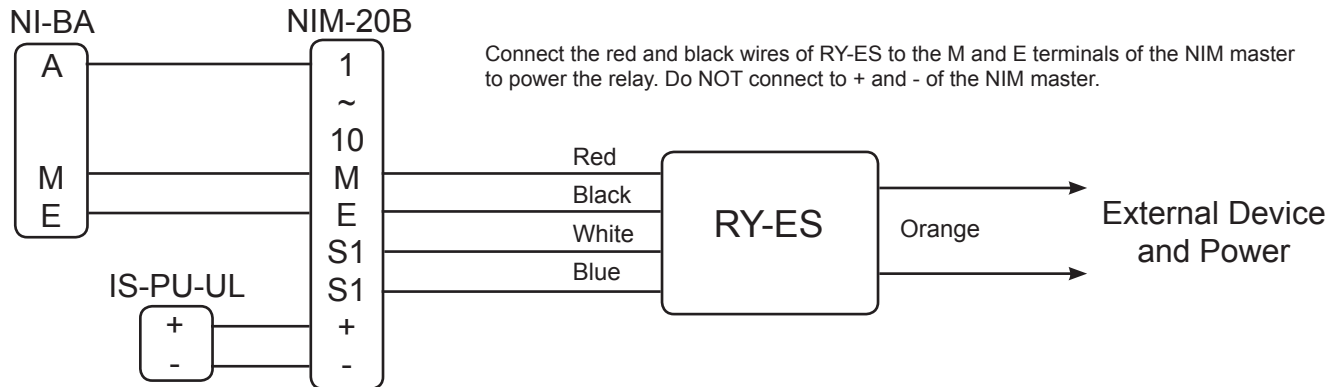 NI-BA
NIM-20B
Connect the red and black wires of RY-ES to the M and E terminals of the NIM master
to power the relay. Do NOT connect to + and - of the NIM master.
A
1
~
10
M
M
E
E
S1
S1
+
-
IS-PU-UL
+
-
Red
Black
White
Blue
RY-ES
Orange
External Device
and Power